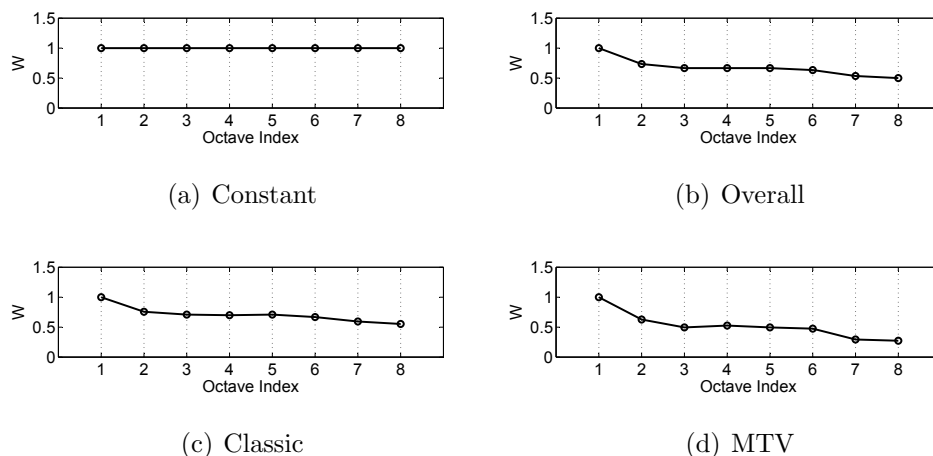 1.5
1
0.5
0
W
1 2 3 4 5 6 7 8
Octave Index
(a) Constant
1.5
1
0.5
0
W
1 2 3 4 5 6 7 8
Octave Index
(b) Overall
1.5
1
0.5
0
W
1 2 3 4 5 6 7 8
Octave Index
(c) Classic
1.5
1
0.5
0
W
1 2 3 4 5 6 7 8
Octave Index
(d) MTV